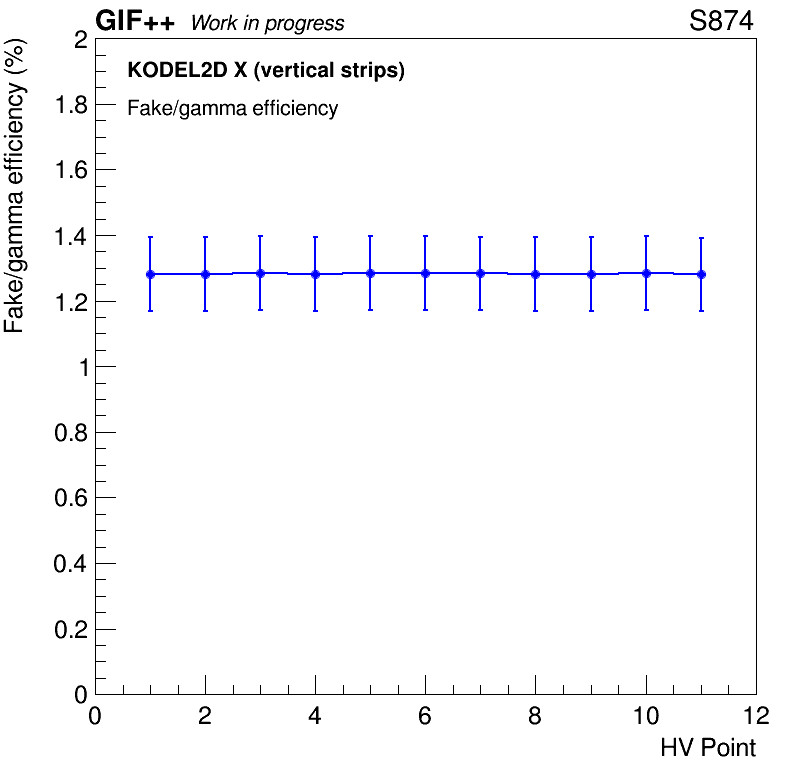 GIF++ Work in progress S874
KODEL2D X (vertical strips)
Fake/gamma efficiency
Fake/gamma efficiency (%)
2
1.8
1.6
1.4
1.2
1
0.8
0.6
0.4
0.2
0
0 2 4 6 8 10 12
HV Point